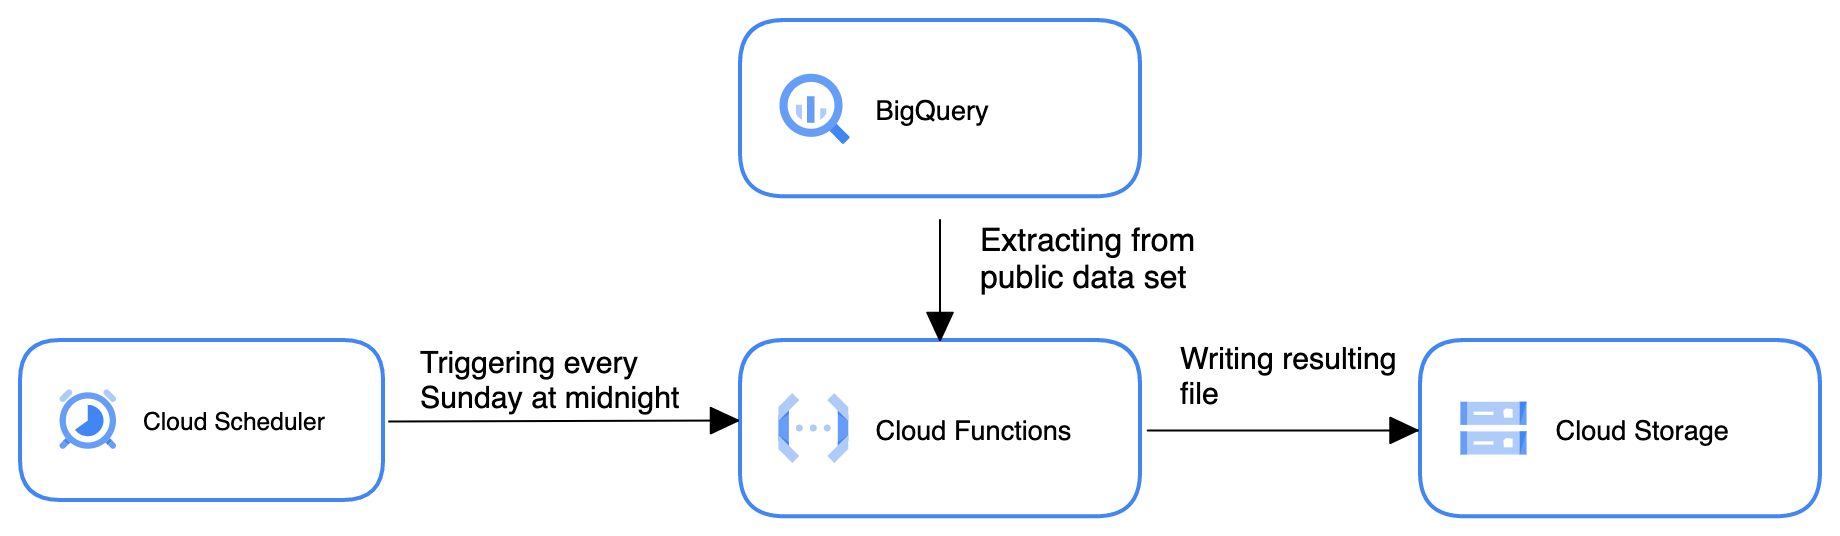 BigQuery
Extracting from
public data set
Triggering every
Sunday at midnight
Cloud Scheduler
Cloud Functions
Writing resulting
file
Cloud Storage